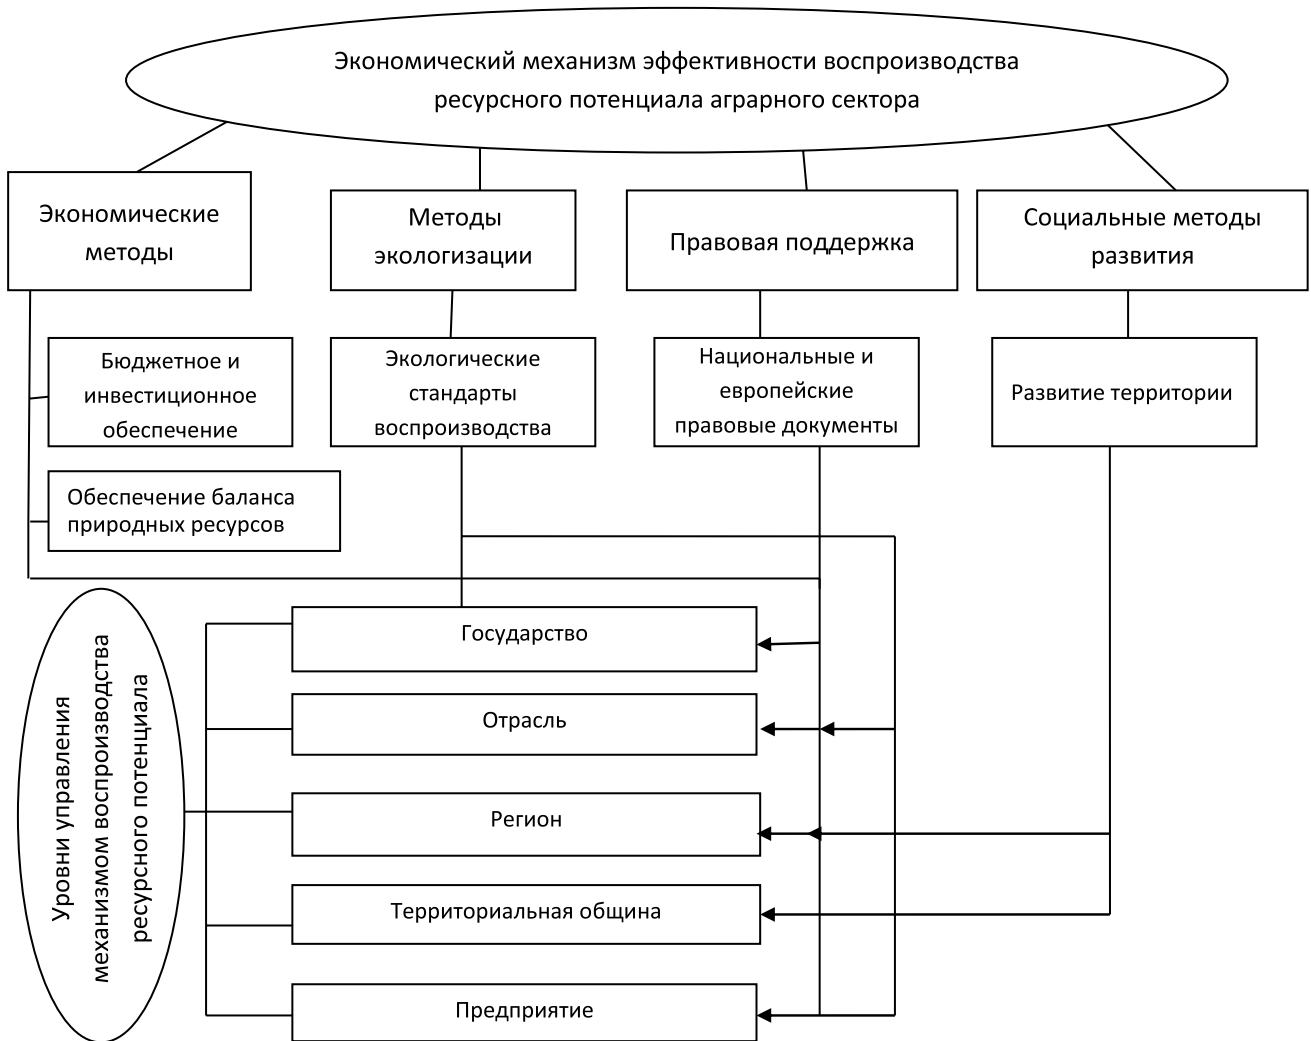 Экономический механизм эффективности воспроизводства
ресурсного потенциала аграрного сектора
Экономические
методы
Методы
экологизации
Правовая поддержка
Социальные методы
развития
Бюджетное и
инвестиционное
обеспечение
Экологические
стандарты
воспроизводства
Национальные и
европейские
правовые документы
Развитие территории
Обеспечение баланса
природных ресурсов
Уровни управления
механизмом воспроизводства
ресурсного потенциала
Государство
Отрасль
Регион
Территориальная община
Предприятие